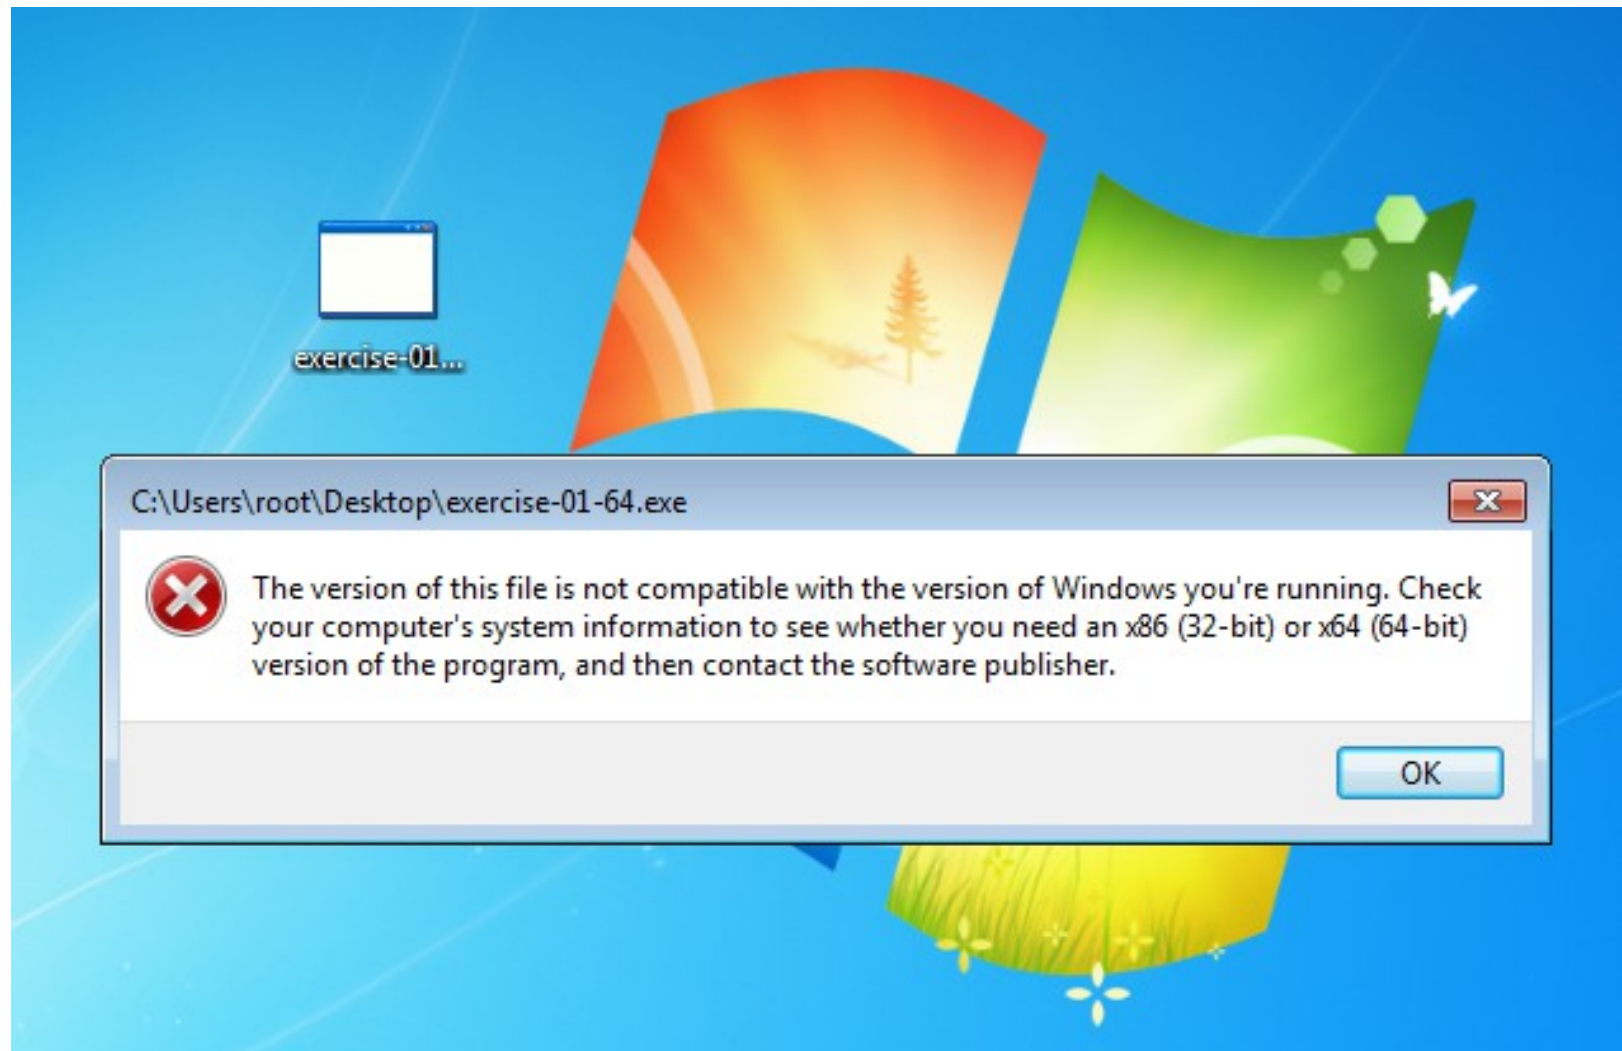 exercise-01...
C:\Users\root\Desktop\exercise-01-64.exe
The version of this file is not compatible with the version of Windows you're running. Check
your computer's system information to see whether you need an x86 (32-bit) or x64 (64-bit)
version of the program, and then contact the software publisher.
OK